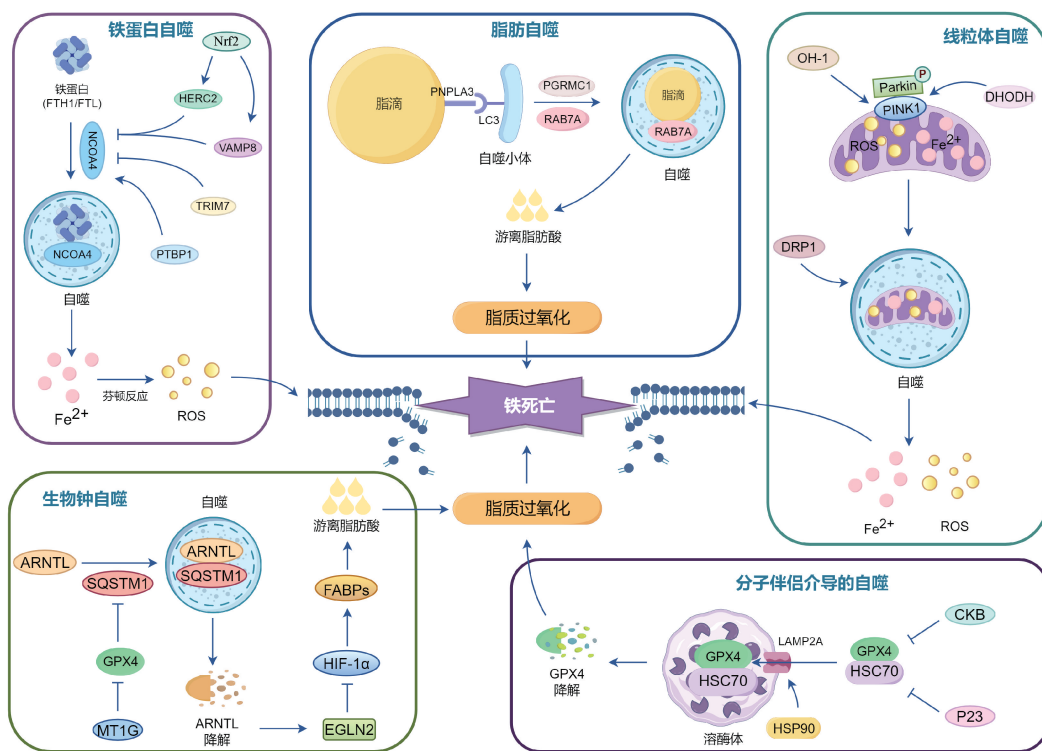 铁蛋白自噬
Nrf2
铁蛋白
(FTH1/FTL)
HERC2
NCOA4
VAMP8
TRIM7
NCOA4
PTBP1
自噬
Fe2+
芬顿反应
ROS
脂肪自噬
脂滴
PNPLA3
LC3
自噬小体
PGRMC1
RAB7A
脂滴
RAB7A
自噬
游离脂肪酸
脂质过氧化
线粒体自噬
OH-1
P
Parkin
PINK1
DHODH
ROS
Fe2+
DRP1
自噬
Fe2+
ROS
铁死亡
脂质过氧化
生物钟自噬
自噬
ARNTL
SQSTM1
ARNTL
SQSTM1
GPX4
MT1G
ARNTL
降解
游离脂肪酸
FABPs
HIF-1α
EGLN2
分子伴侣介导的自噬
CKB
LAMP2A
GPX4
HSC70
GPX4
HSC70
GPX4
降解
溶酶体
HSP90
P23